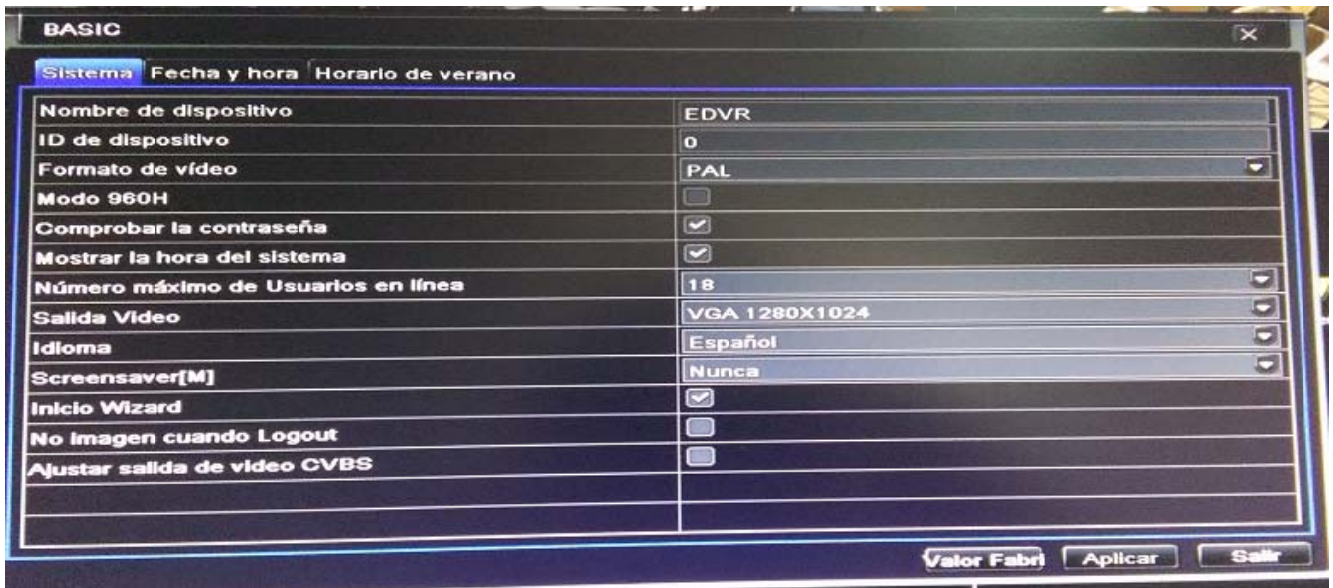 BASIC
Sistema Fecha y hora Horario de verano
Nombre de dispositivo EDVR
ID de dispositivo 0
Formato de vídeo PAL
Modo 960H
Comprobar la contraseña
Mostrar la hora del sistema
Número máximo de Usuarios en línea 18
Salida Video VGA 1280X1024
Idioma Español
Screensaver[M] Nunca
Inicio Wizard
No imagen cuando Logout
Ajustar salida de video CVBS
Valor Fabri Aplicar Salir